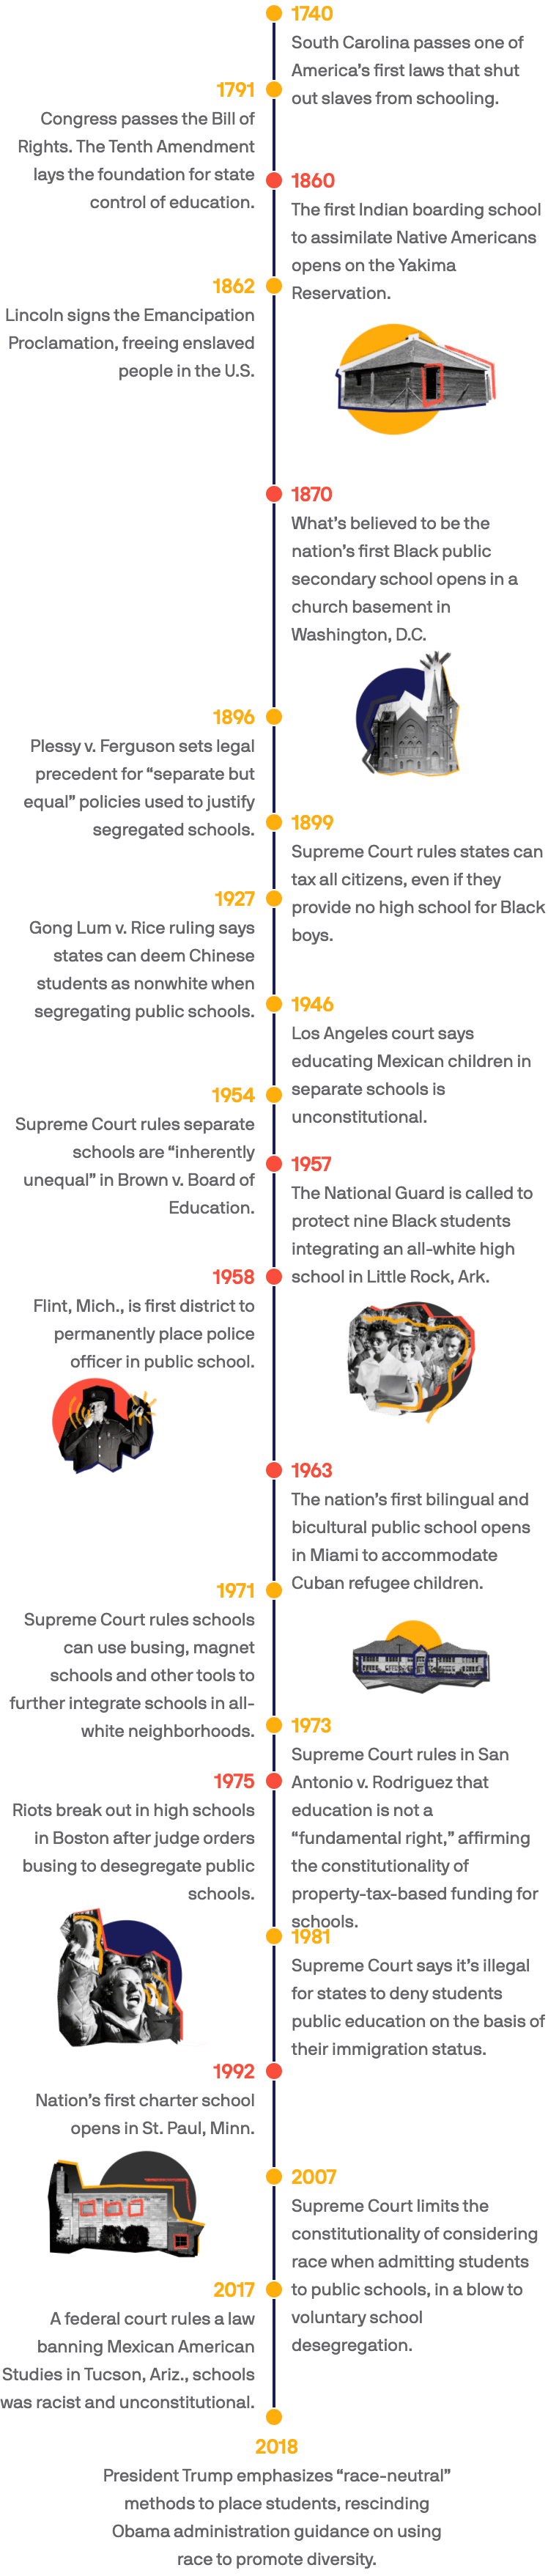 1740
South Carolina passes one of
America’s first laws that shut
out slaves from schooling.
1791
Congress passes the Bill of
Rights. The Tenth Amendment
lays the foundation for state
control of education.
1860
The first Indian boarding school
to assimilate Native Americans
opens on the Yakima
Reservation.
1862
Lincoln signs the Emancipation
Proclamation, freeing enslaved
people in the U.S.
1870
What’s believed to be the
nation’s first Black public
secondary school opens in a
church basement in
Washington, D.C.
1896
Plessy v. Ferguson sets legal
precedent for “separate but
equal” policies used to justify
segregated schools.
1899
Supreme Court rules states can
tax all citizens, even if they
provide no high school for Black
boys.
1927
Gong Lum v. Rice ruling says
states can deem Chinese
students as nonwhite when
segregating public schools.
1946
Los Angeles court says
educating Mexican children in
separate schools is
unconstitutional.
1954
Supreme Court rules separate
schools are “inherently
unequal” in Brown v. Board of
Education.
1957
The National Guard is called to
protect nine Black students
integrating an all-white high
school in Little Rock, Ark.
1958
Flint, Mich., is first district to
permanently place police
officer in public school.
1963
The nation’s first bilingual and
bicultural public school opens
in Miami to accommodate
Cuban refugee children.
1971
Supreme Court rules schools
can use busing, magnet
schools and other tools to
further integrate schools in all-
white neighborhoods.
1973
Supreme Court rules in San
Antonio v. Rodriguez that
education is not a
“fundamental right,” affirming
the constitutionality of
property-tax-based funding for
schools.
1975
Riots break out in high schools
in Boston after judge orders
busing to desegregate public
schools.
1981
Supreme Court says it’s illegal
for states to deny students
public education on the basis of
their immigration status.
1992
Nation’s first charter school
opens in St. Paul, Minn.
2007
Supreme Court limits the
constitutionality of considering
race when admitting students
to public schools, in a blow to
voluntary school
desegregation.
2017
A federal court rules a law
banning Mexican American
Studies in Tucson, Ariz., schools
was racist and unconstitutional.
2018
President Trump emphasizes “race-neutral”
methods to place students, rescinding
Obama administration guidance on using
race to promote diversity.